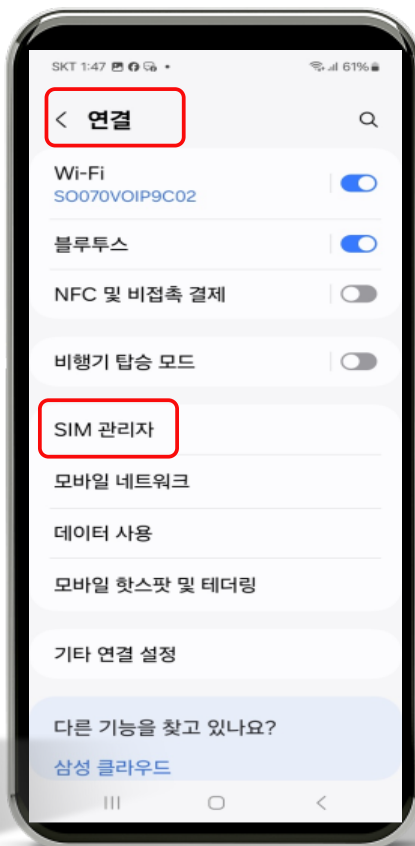 SKT 1:47
61%
연결
Wi-Fi
SO070VOIP9C02
블루투스
NFC 및 비접촉 결제
비행기 탑승 모드
SIM 관리자
모바일 네트워크
데이터 사용
모바일 핫스팟 및 테더링
기타 연결 설정
다른 기능을 찾고 있나요?
삼성 클라우드